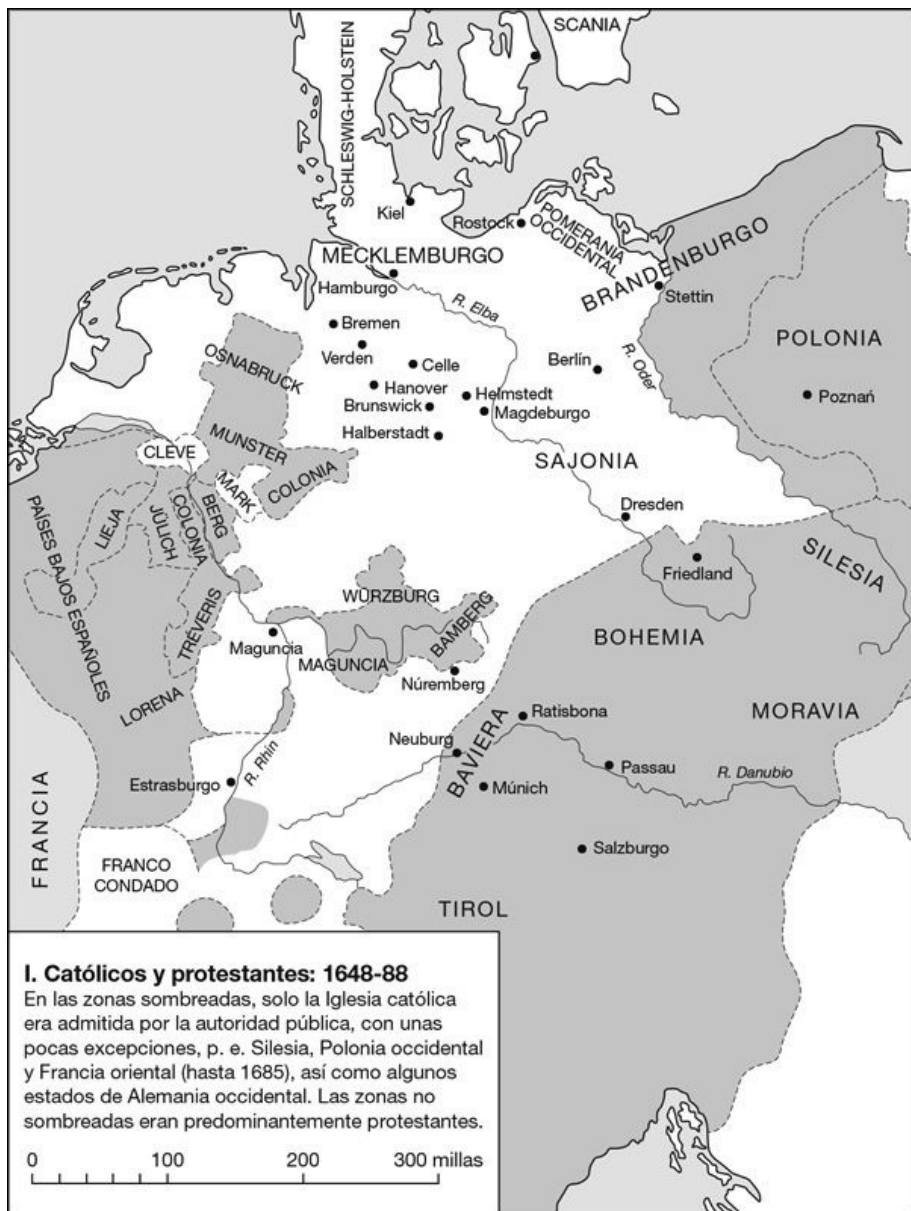 SCANIA
SCHLESWIG-HOLSTEIN
Kiel
Rostock
POMERANIA
OCCIDENTAL
MECKLEMBURGO
BRANDENBURGO
Hamburgo
Stettin
R. Elba
Bremen
OSNABRUCK
Verden
Celle
Berlín
R. Oder
POLONIA
Hanover
Helmstedt
Poznań
Brunswick
Magdeburgo
Halberstadt
MUNSTER
CLEVE
SAJONIA
COLONIA
MARK
BERG
COLONIA
JÜLICH
LIEJA
PAÍSES BAJOS ESPAÑOLES
Dresden
SILESIA
Friedland
WÜRZBURG
TRÉVERIS
BOHEMIA
BAMBERG
Maguncia
MAGUNCIA
Núremberg
LORENA
MORAVIA
Ratisbona
Neuburg
R. Rhin
BAVIERA
Passau
R. Danubio
Estrasburgo
Múnich
FRANCIA
Salzburgo
FRANCO
CONDADO
TIROL
I. Católicos y protestantes: 1648-88
En las zonas sombreadas, solo la Iglesia católica
era admitida por la autoridad pública, con unas
pocas excepciones, p. e. Silesia, Polonia occidental
y Francia oriental (hasta 1685), así como algunos
estados de Alemania occidental. Las zonas no
sombreadas eran predominantemente protestantes.
0 200 300 millas